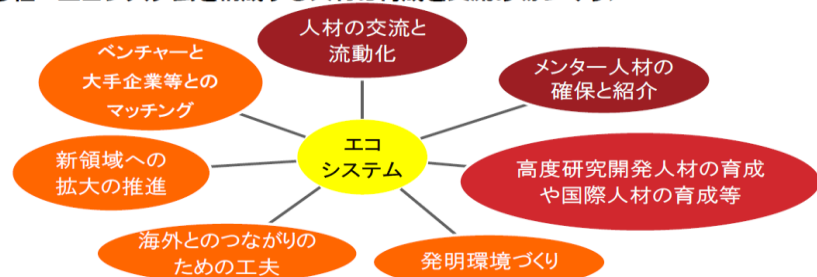 人材の交流と
流動化
ベンチャーと
大手企業等との
マッチング
メンター人材の
確保と紹介
エコ
システム
新領域への
拡大の推進
高度研究開発人材の育成
や国際人材の育成等
海外とのつながりの
ための工夫
発明環境づくり